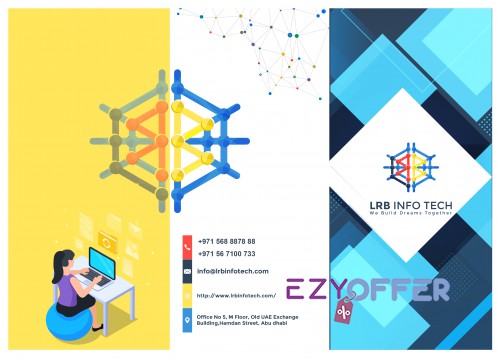 +971 568 8878 88
+971 56 7100 733
info@lrbinfotech.com
http://www.lrbinfotech.com/
Office No 5, M Floor, Old UAE Exchange
Building,Hamdan Street, Abu dhabi
LRB INFO TECH
We Build Dreams Together
EZYOFFER
%